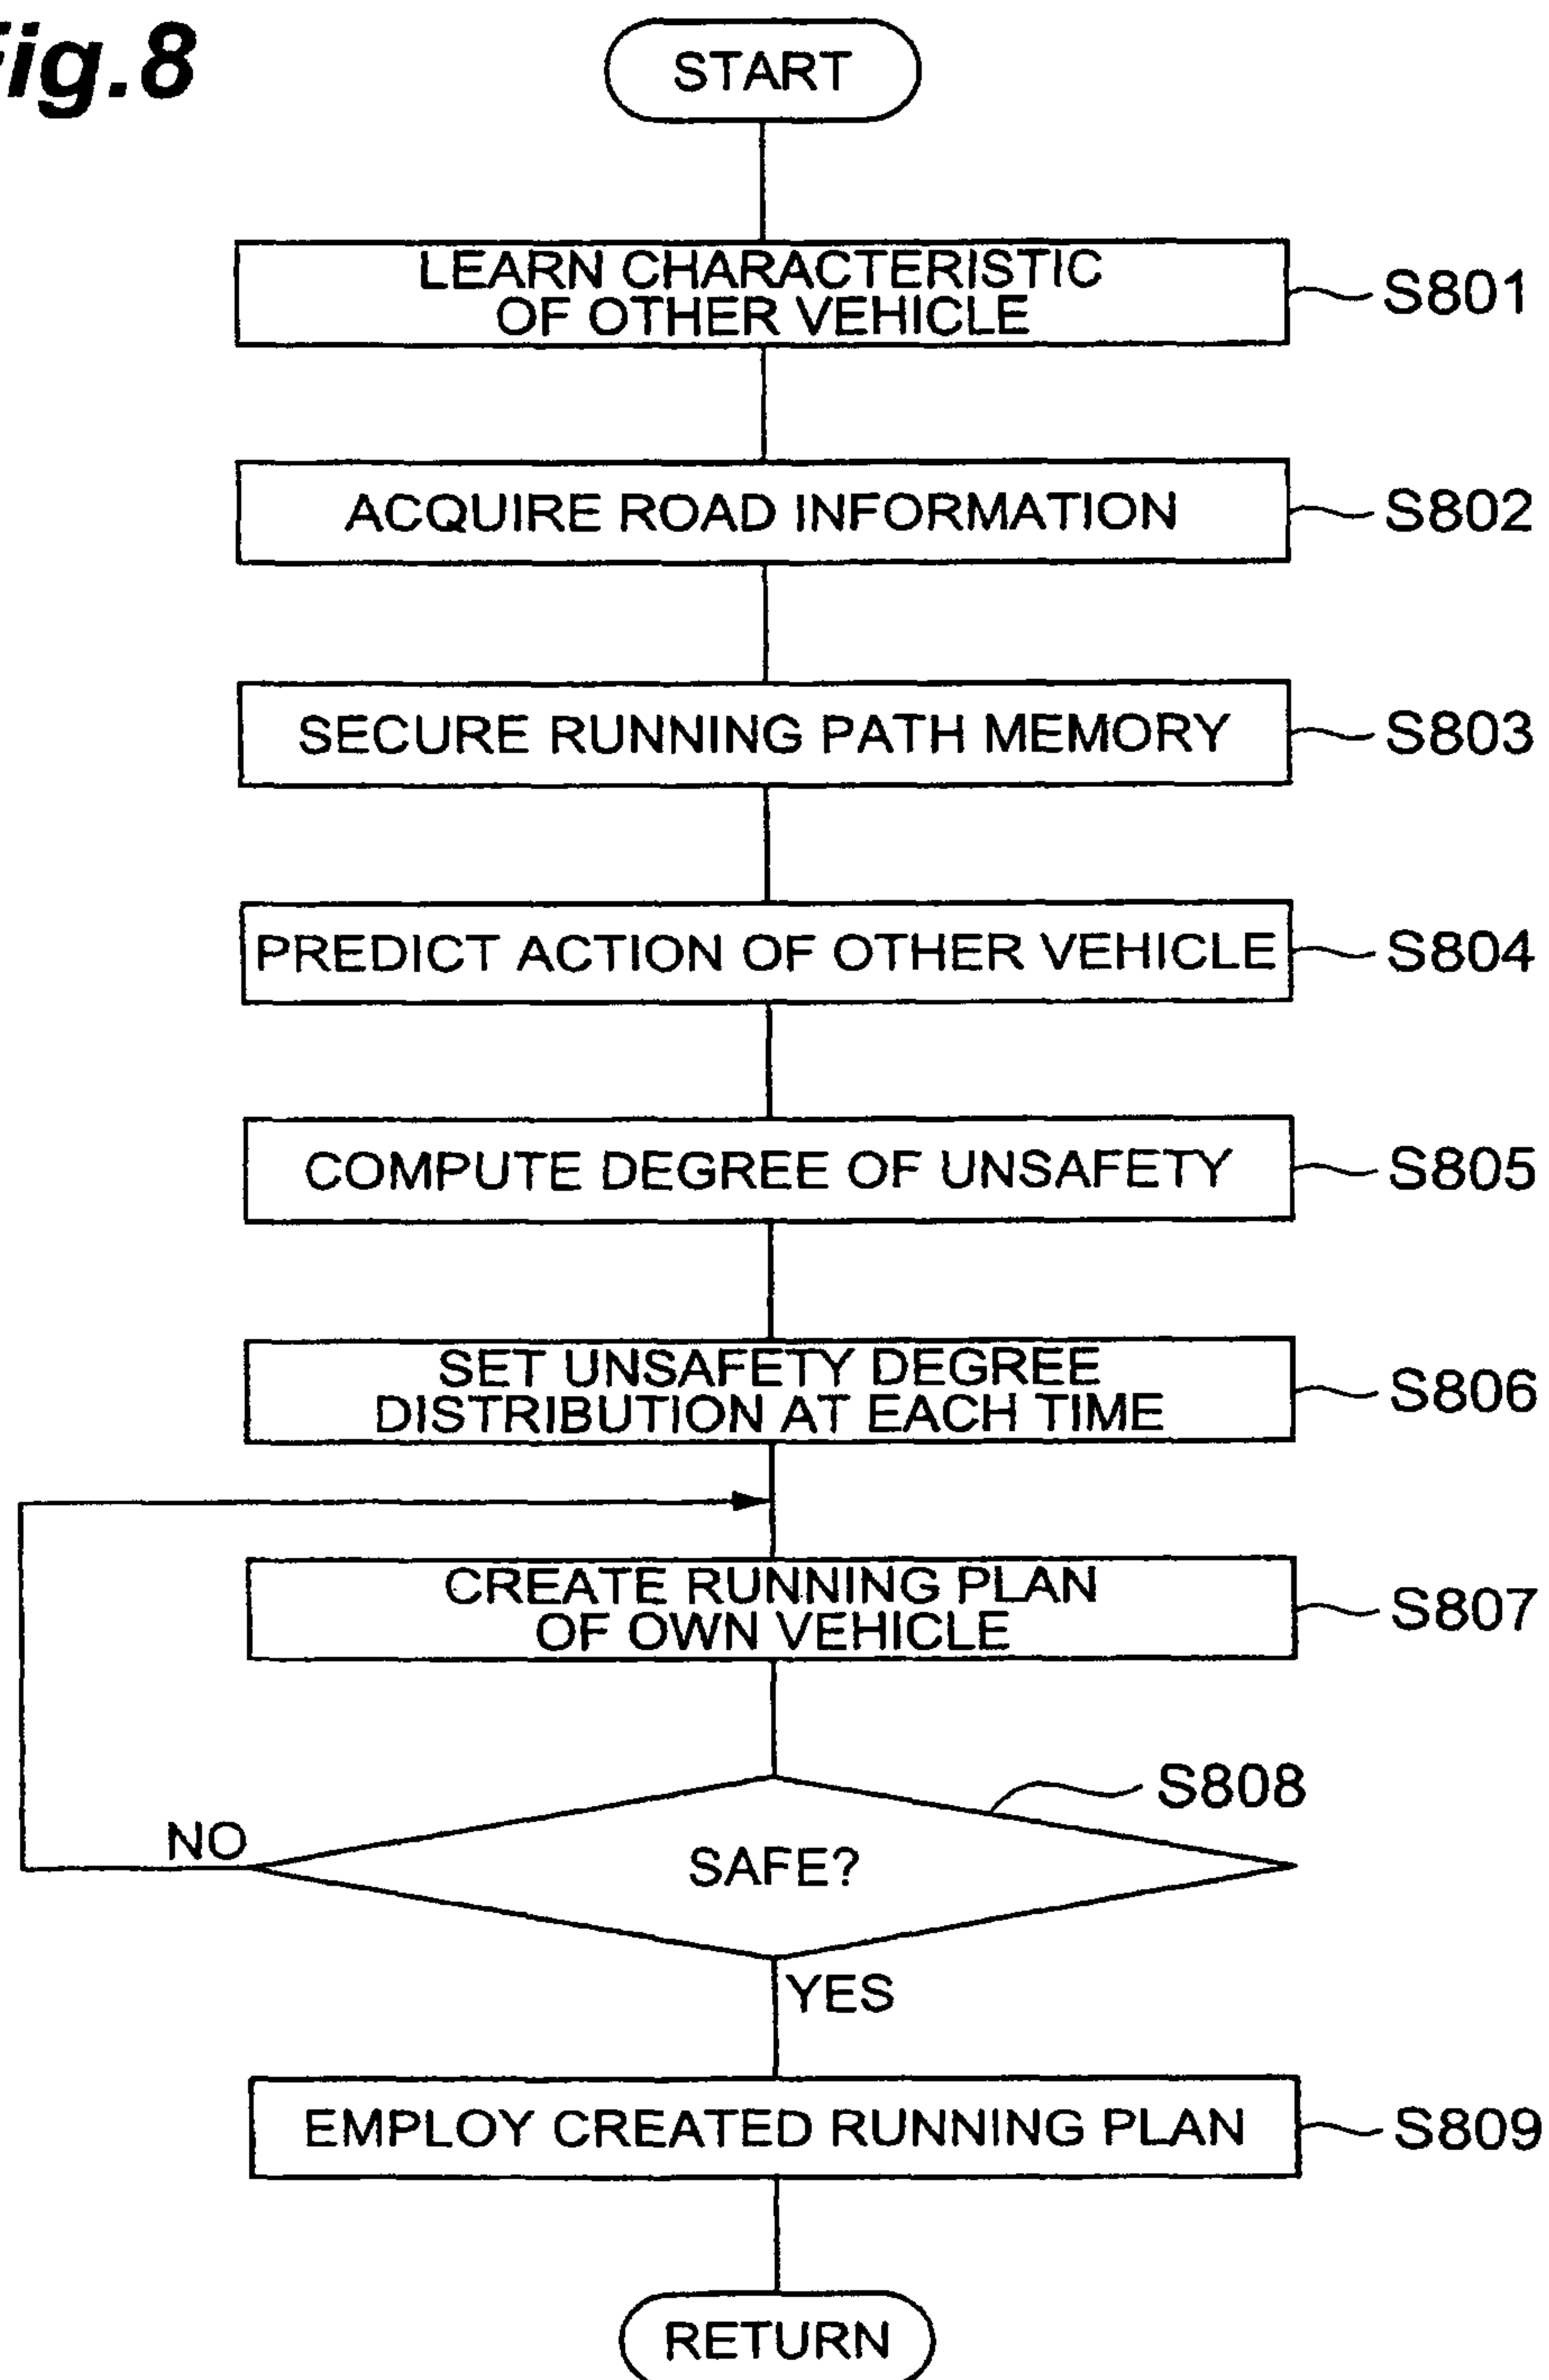 Fig.8
START
LEARN CHARACTERISTIC
OF OTHER VEHICLE
S801
ACQUIRE ROAD INFORMATION
S802
SECURE RUNNING PATH MEMORY
S803
PREDICT ACTION OF OTHER VEHICLE
S804
COMPUTE DEGREE OF UNSAFETY
S805
SET UNSAFETY DEGREE
DISTRIBUTION AT EACH TIME
S806
CREATE RUNNING PLAN
OF OWN VEHICLE
S807
S808
NO
SAFE?
YES
EMPLOY CREATED RUNNING PLAN
S809
RETURN